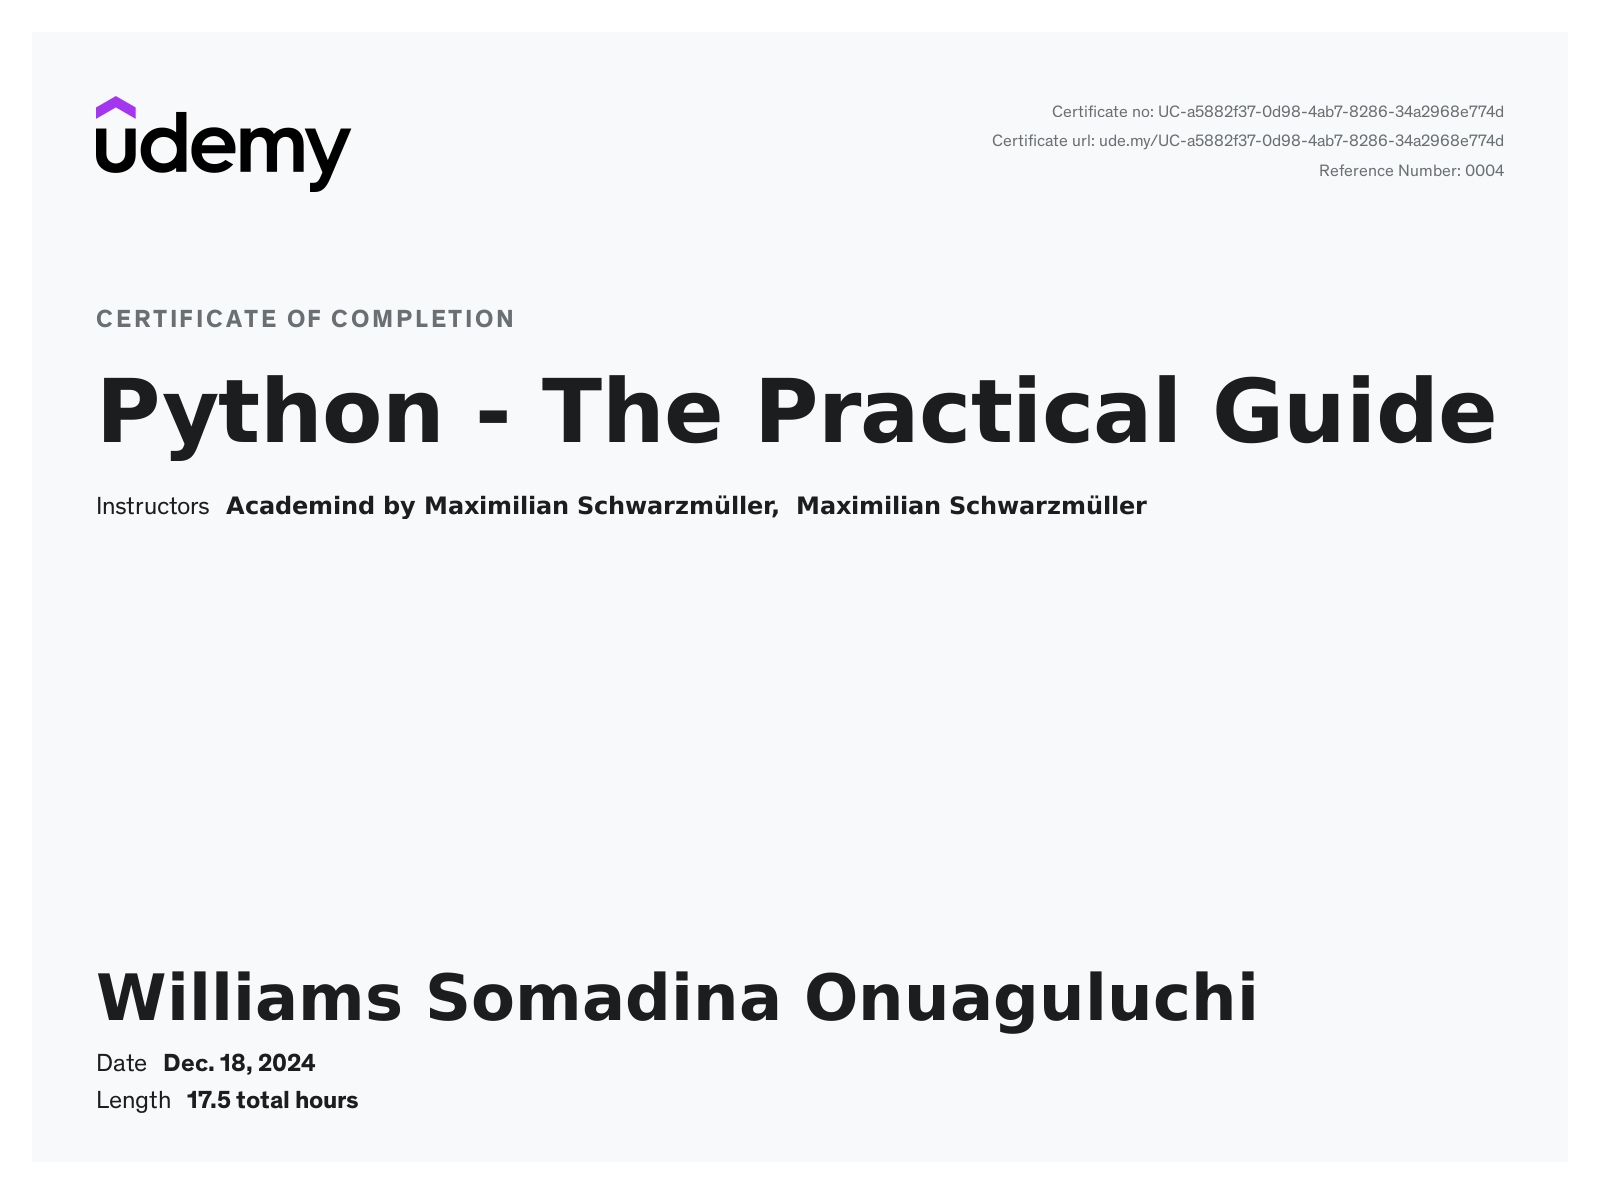 udemy
Certificate no: UC-a5882f37-0d98-4ab7-8286-34a2968e774d
Certificate url: ude.my/UC-a5882f37-0d98-4ab7-8286-34a2968e774d
Reference Number: 0004
CERTIFICATE OF COMPLETION
Python - The Practical Guide
Instructors Academind by Maximilian Schwarzmüller, Maximilian Schwarzmüller
Williams Somadina Onuaguluchi
Date Dec. 18, 2024
Length 17.5 total hours